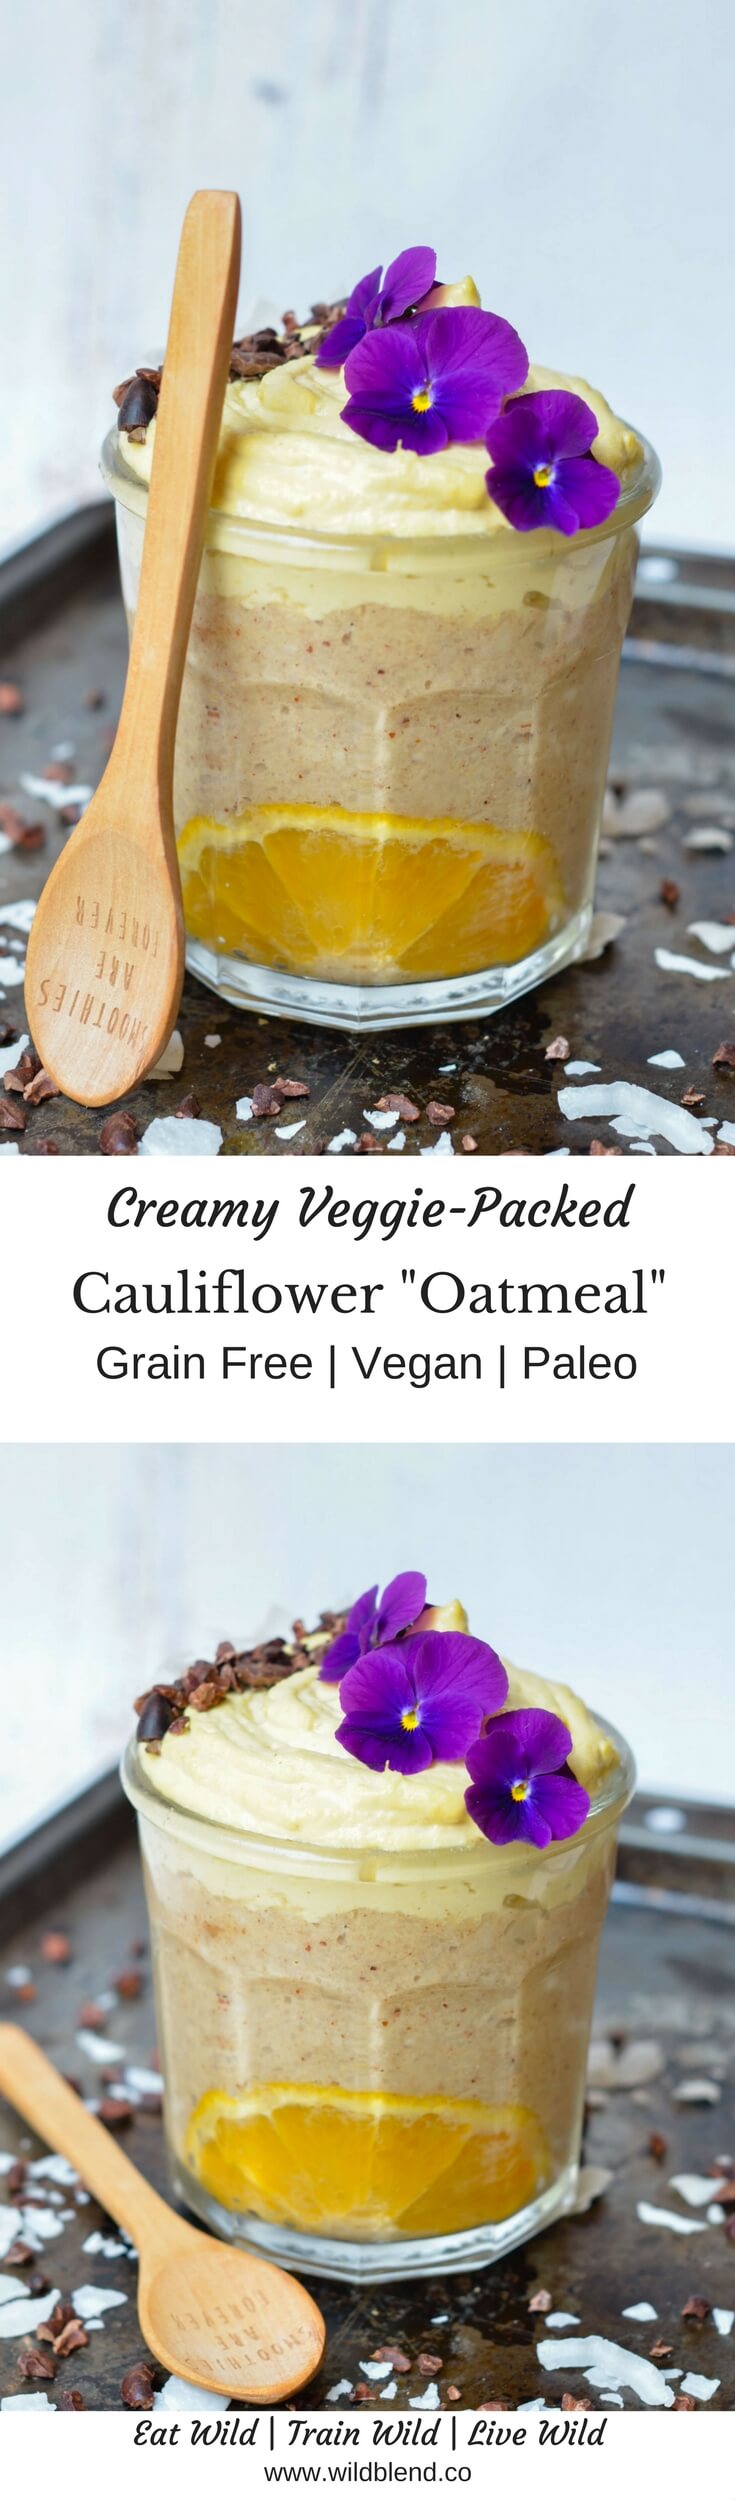 SMOOTHIES
ARE
FOREVER
Creamy Veggie-Packed
Cauliflower "Oatmeal"
Grain Free | Vegan | Paleo
SMOOTHIES
ARE
FOREVER
Eat Wild | Train Wild | Live Wild
www.wildblend.co